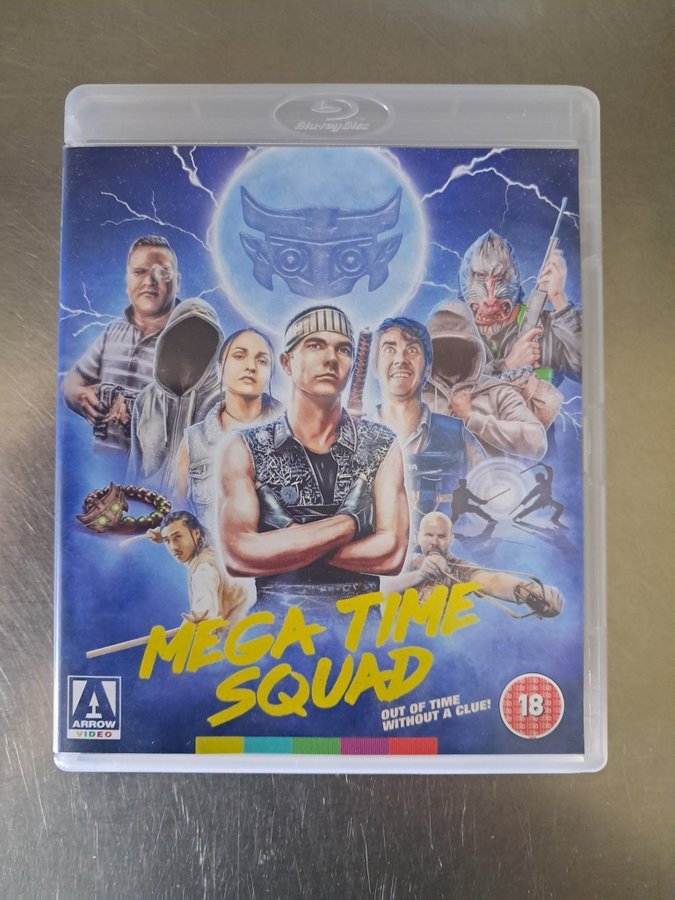 Blu-ray Disc
MEGA TIME
SQUAD
OUT OF TIME
WITHOUT A CLUE!
A
ARROW
VIDEO
18